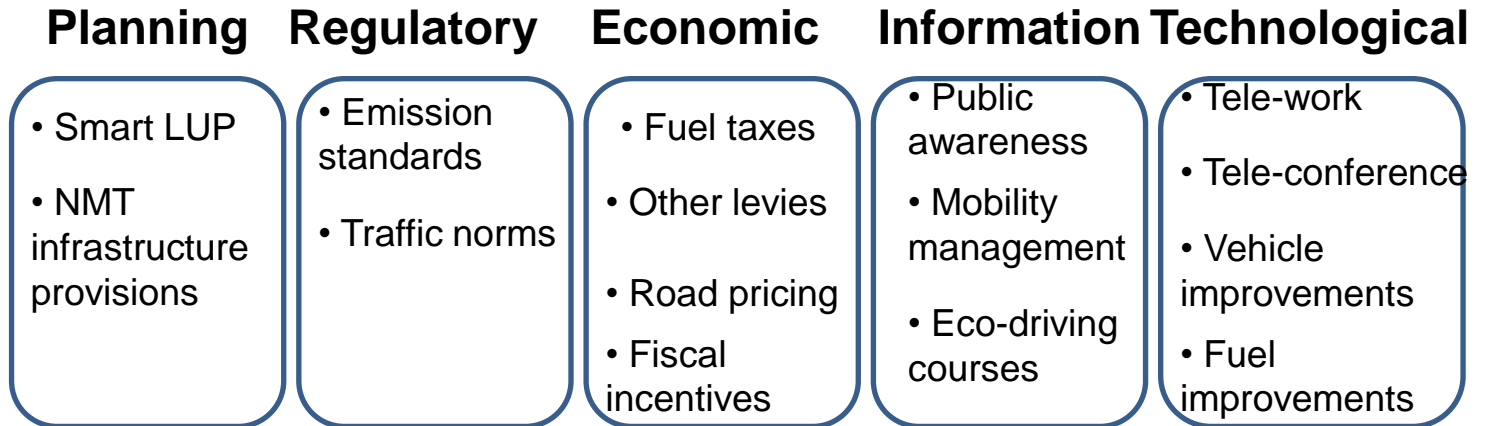 Planning Regulatory Economic Information Technological
• Smart LUP
• NMT
infrastructure
provisions
• Emission
standards
• Traffic norms
• Fuel taxes
• Other levies
• Road pricing
• Fiscal
incentives
• Public
awareness
• Mobility
management
• Eco-driving
courses
• Tele-work
• Tele-conference
• Vehicle
improvements
• Fuel
improvements